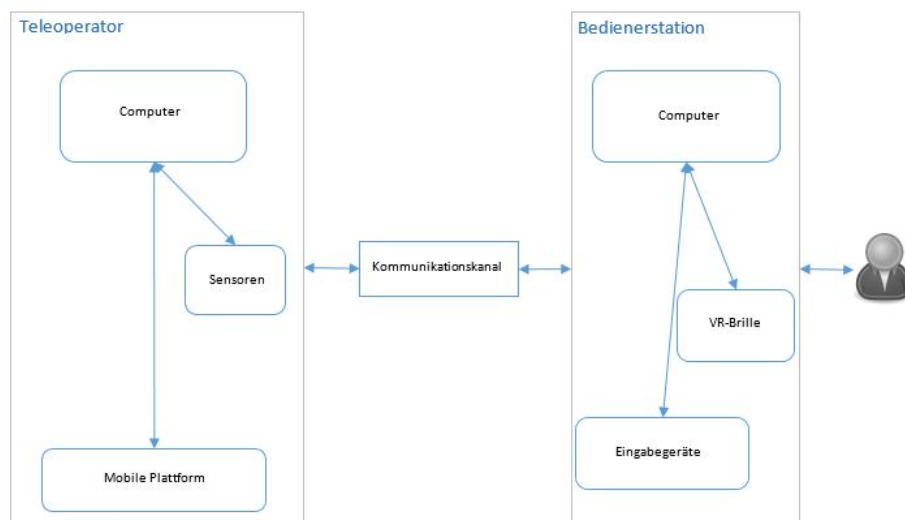 Teleoperator
Computer
Sensoren
Mobile Plattform
Kommunikationskanal
Bedienerstation
Computer
VR-Brille
Eingabegeräte